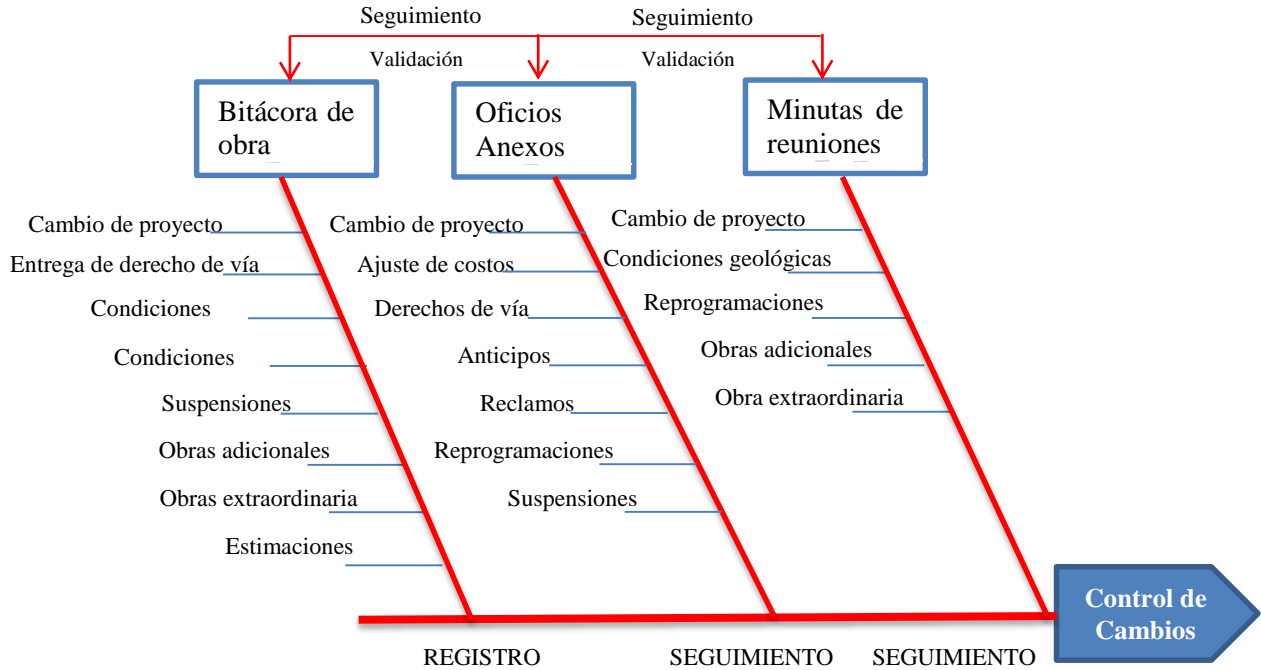 Seguimiento
Seguimiento
Validación
Validación
Bitácora de
obra
Oficios
Anexos
Minutas de
reuniones
Cambio de proyecto
Entrega de derecho de vía
Condiciones
Condiciones
Suspensiones
Obras adicionales
Obras extraordinaria
Estimaciones
Cambio de proyecto
Ajuste de costos
Derechos de vía
Anticipos
Reclamos
Reprogramaciones
Suspensiones
Cambio de proyecto
Condiciones geológicas
Reprogramaciones
Obras adicionales
Obra extraordinaria
Control de
Cambios
REGISTRO
SEGUIMIENTO
SEGUIMIENTO